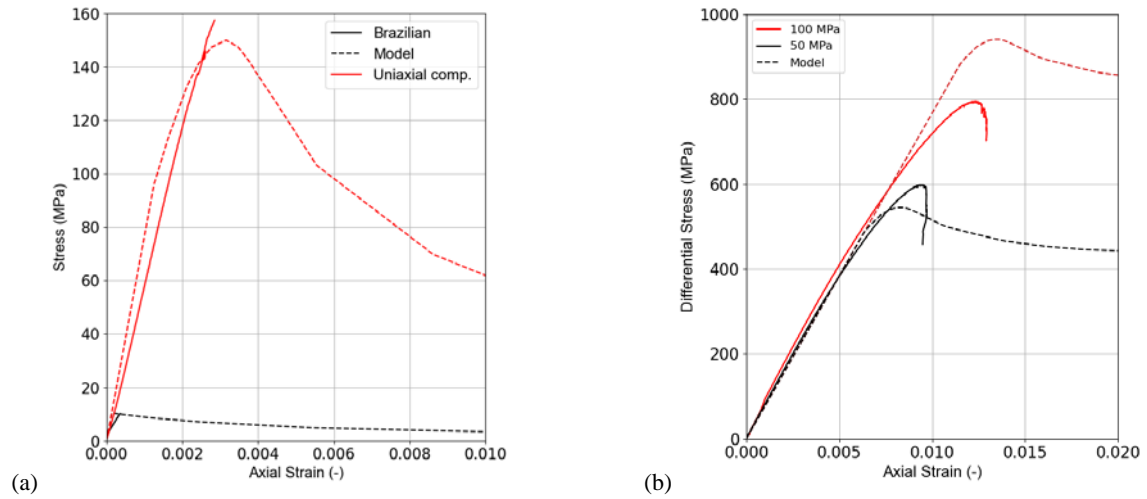 160
140
120
100
80
60
40
20
0
Stress (MPa)
Brazilian
Model
Uniaxial comp.
0.000 0.002 0.004 0.006 0.008 0.010
Axial Strain (-)
(a)
1000
800
600
400
200
0
Differential Stress (MPa)
100 MPa
50 MPa
Model
0.000 0.005 0.010 0.015 0.020
Axial Strain (-)
(b)